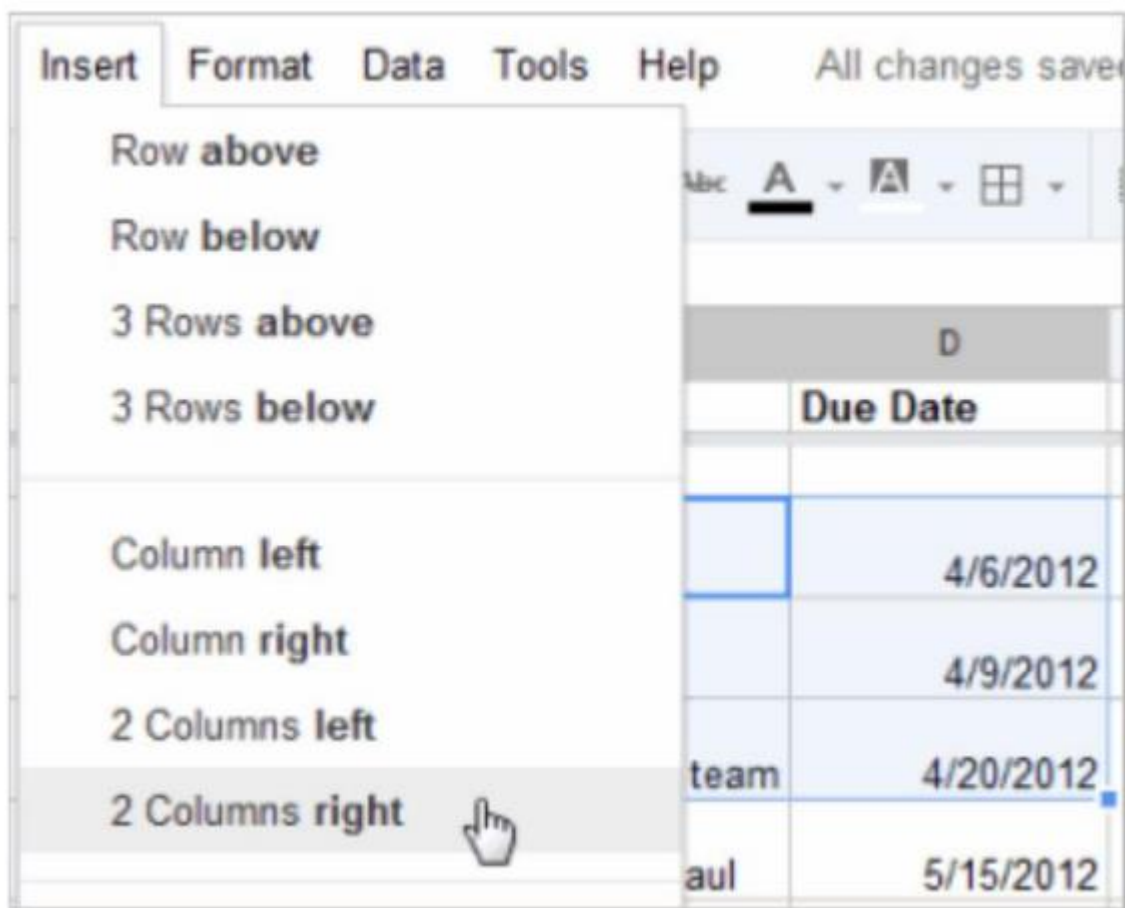 Insert Format Data Tools Help All changes saved
Row above
Row below
3 Rows above
3 Rows below
Column left
Column right
2 Columns left
2 Columns right
Abc A A
D
Due Date
4/6/2012
4/9/2012
team 4/20/2012
aul 5/15/2012